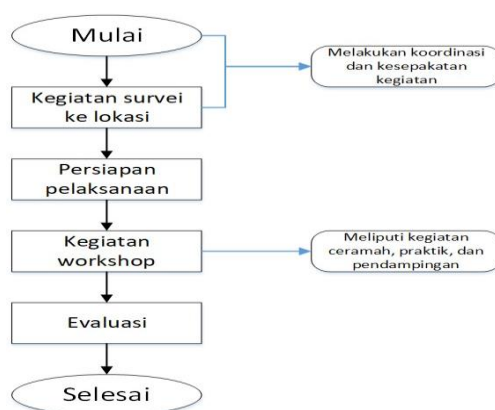 Mulai
Melakukan koordinasi
dan kesepakatan
kegiatan
Kegiatan survei
ke lokasi
Persiapan
pelaksanaan
Kegiatan
workshop
Meliputi kegiatan
ceramah, praktik, dan
pendampingan
Evaluasi
Selesai